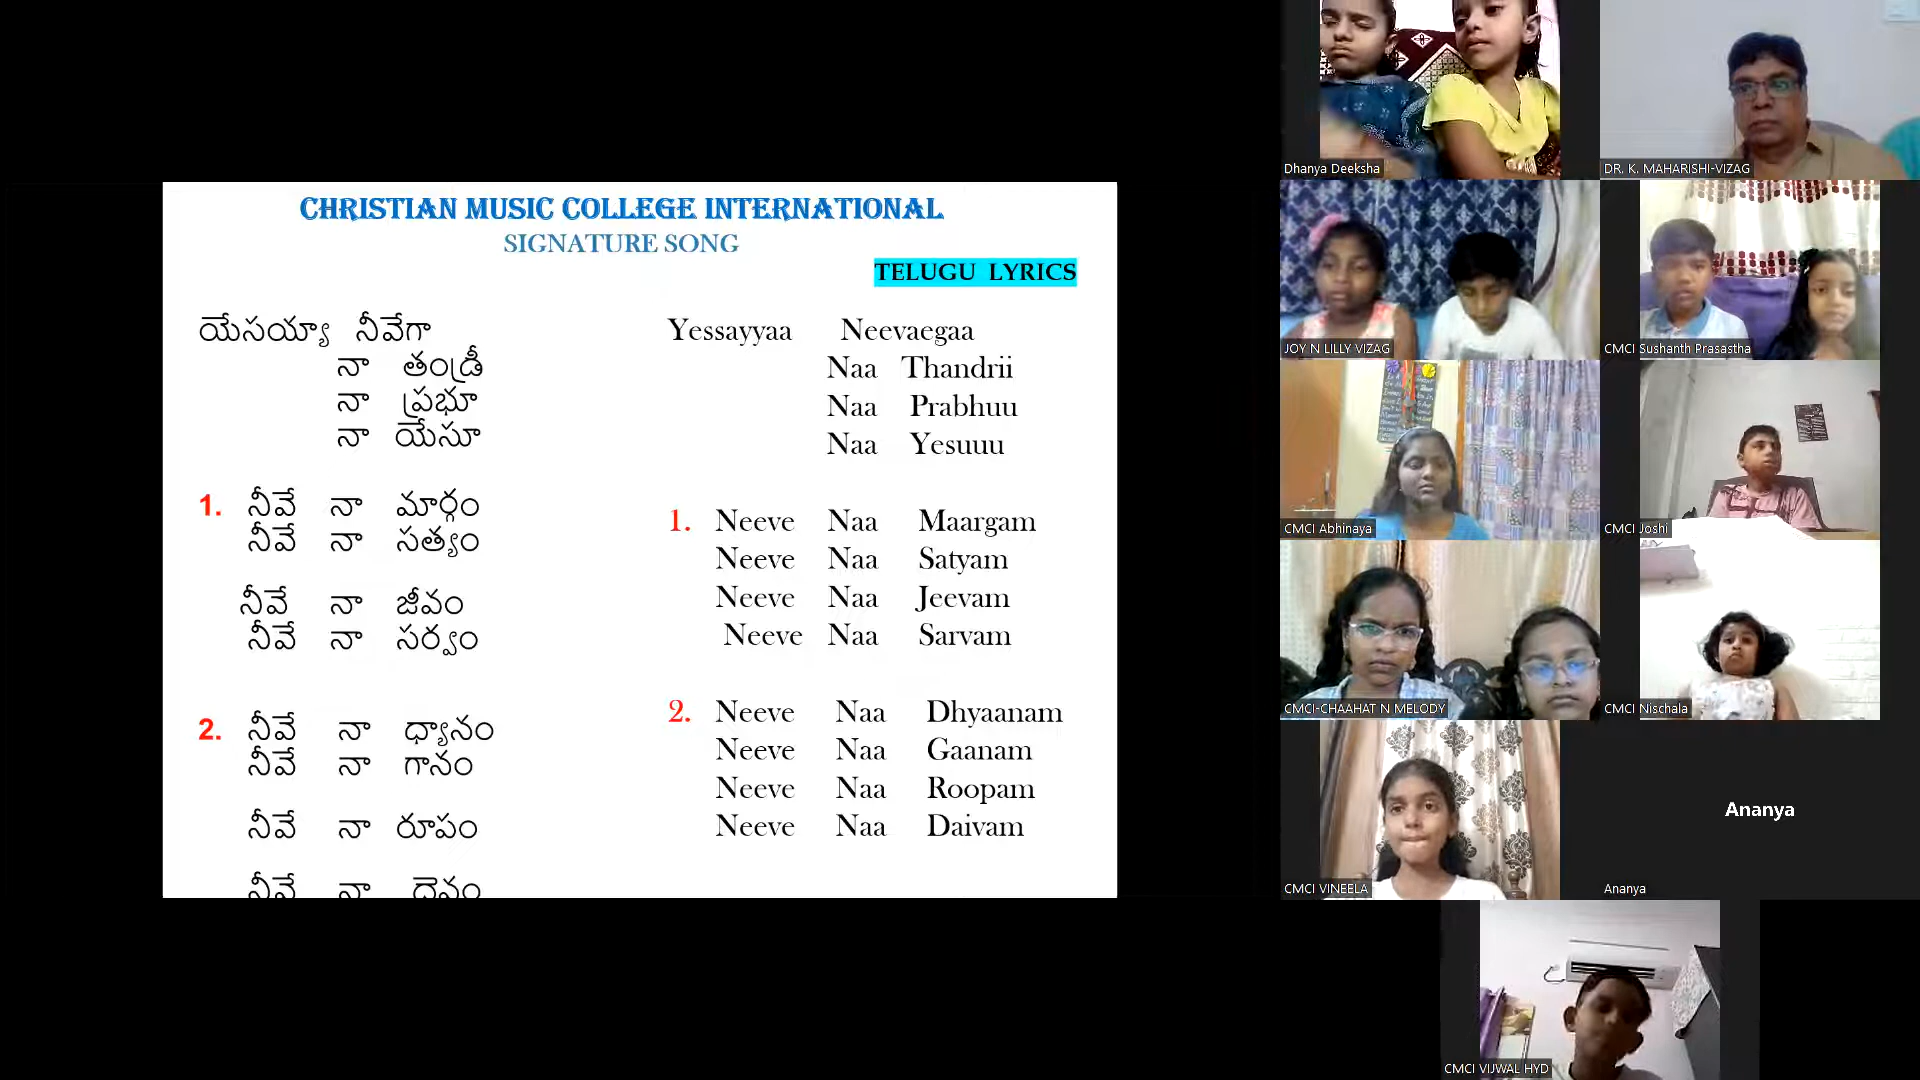 CHRISTIAN MUSIC COLLEGE INTERNATIONAL
SIGNATURE SONG
TELUGU LYRICS
యేసయ్యా నీవేగా
నా తండ్రీ
నా ప్రభూ
నా యేసూ
1. నీవే నా మార్గం
నీవే నా సత్యం
నీవే నా జీవం
నీవే నా సర్వం
2. నీవే నా ధ్యానం
నీవే నా గానం
నీవే నా రూపం
నీవే నా దైవం
Yessayyaa Neevaegaa
Naa Thandrii
Naa Prabhuu
Naa Yesuuu
1. Neeve Naa Maargam
Neeve Naa Satyam
Neeve Naa Jeevam
Neeve Naa Sarvam
2. Neeve Naa Dhyaanam
Neeve Naa Gaanam
Neeve Naa Roopam
Neeve Naa Daivam
Dhanya Deeksha
DR. K. MAHARISHI-VIZAG
JOY N LILLY VIZAG
CMCI Sushanth Prasastha
CMCI Abhinaya
CMCI Joshi
CMCI-CHAAHAT N MELODY
CMCI Nischala
CMCI VINEELA
Ananya
Ananya
CMCI VIJWAL HYD